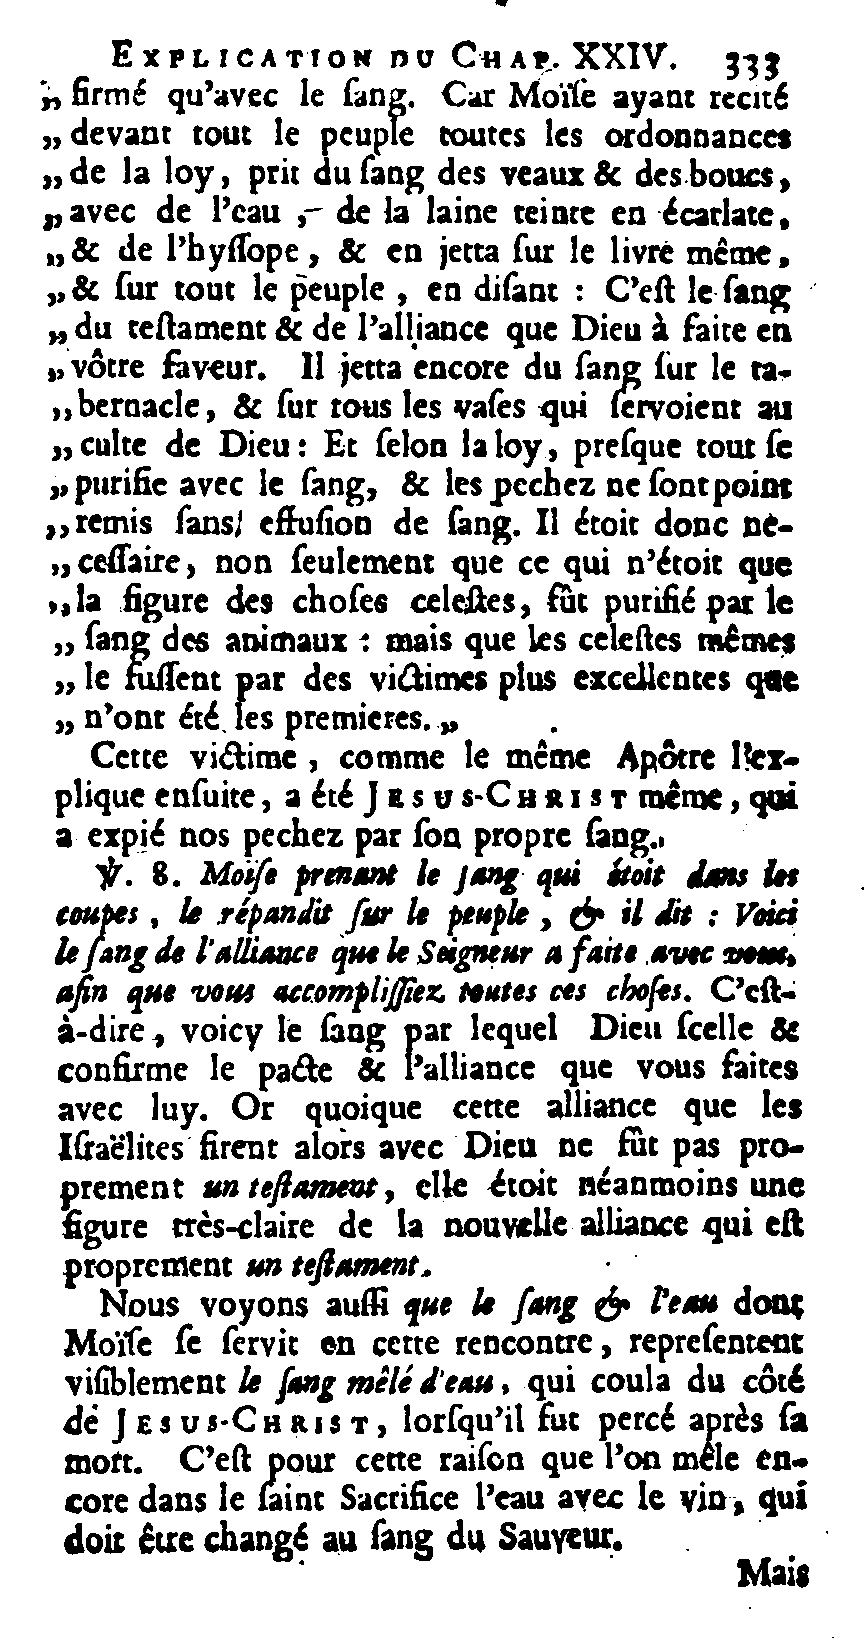 EXPLICATION DU CHAP. XXIV. 333
„ firmé qu'avec le ſang. Car Moïſe ayant recité
„ devant tout le peuple toutes les ordonnances
„ de la loy, prit du ſang des veaux & des boucs,
„ avec de l'eau, de la laine teinte en écarlate,
„ & de l'hyſſope, & en jetta ſur le livre même,
„ & ſur tout le peuple, en diſant : C'eſt le ſang
„ du teſtament & de l'alliance que Dieu à faite en
„ vôtre faveur. Il jetta encore du ſang ſur le ta-
„ bernacle, & ſur tous les vaſes qui ſervoient au
„ culte de Dieu : Et ſelon la loy, preſque tout ſe
„ purifie avec le ſang, & les pechez ne ſont point
„ remis ſans effuſion de ſang. Il étoit donc ne-
„ ceſſaire, non ſeulement que ce qui n'étoit que
„ la figure des choſes celeſtes, fût purifié par le
„ ſang des animaux : mais que les celeſtes mêmes
„ le fuſſent par des victimes plus excellentes que
„ n'ont été les premieres. „
Cette victime, comme le même Apôtre l'ex-
plique enſuite, a été JESUS-CHRIST même, qui
a expié nos pechez par ſon propre ſang.
℣. 8. Moïſe prenant le ſang qui étoit dans les
coupes, le répandit ſur le peuple, & il dit : Voici
le ſang de l'alliance que le Seigneur a faite avec vous,
afin que vous accompliſſiez toutes ces choſes. C'eſt-
à-dire, voicy le ſang par lequel Dieu ſcelle &
confirme le pacte & l'alliance que vous faites
avec luy. Or quoique cette alliance que les
Iſraëlites firent alors avec Dieu ne fût pas pro-
prement un teſtament, elle étoit néanmoins une
figure très-claire de la nouvelle alliance qui eſt
proprement un teſtament.
Nous voyons auſſi que le ſang & l'eau dont
Moïſe ſe ſervit en cette rencontre, repreſentent
viſiblement le ſang mêlé d'eau, qui coula du côté
de JESUS-CHRIST, lorſqu'il fut percé après ſa
mort. C'eſt pour cette raiſon que l'on mêle en-
core dans le ſaint Sacrifice l'eau avec le vin, qui
doit être changé au ſang du Sauveur.
Mais